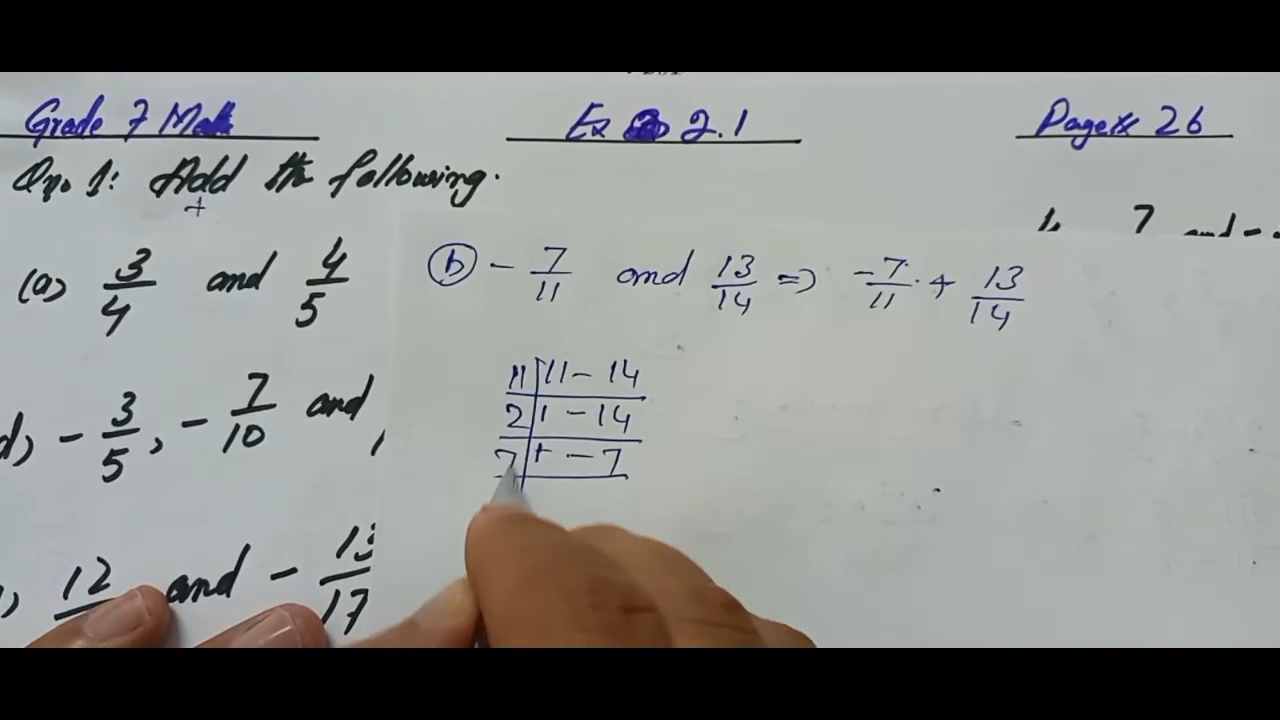 Grade 7 Math Ex 2.1 Page 26
Q no 1: Add the following.
+
7 and -
(a) 3/4 and 4/5
(b) - 7/11 and 13/14 => -7/11 + 13/14
11 | 11 - 14
2 | 1 - 14
7 | 1 - 7
d, - 3/5, - 7/10 and
12 and - 13/17